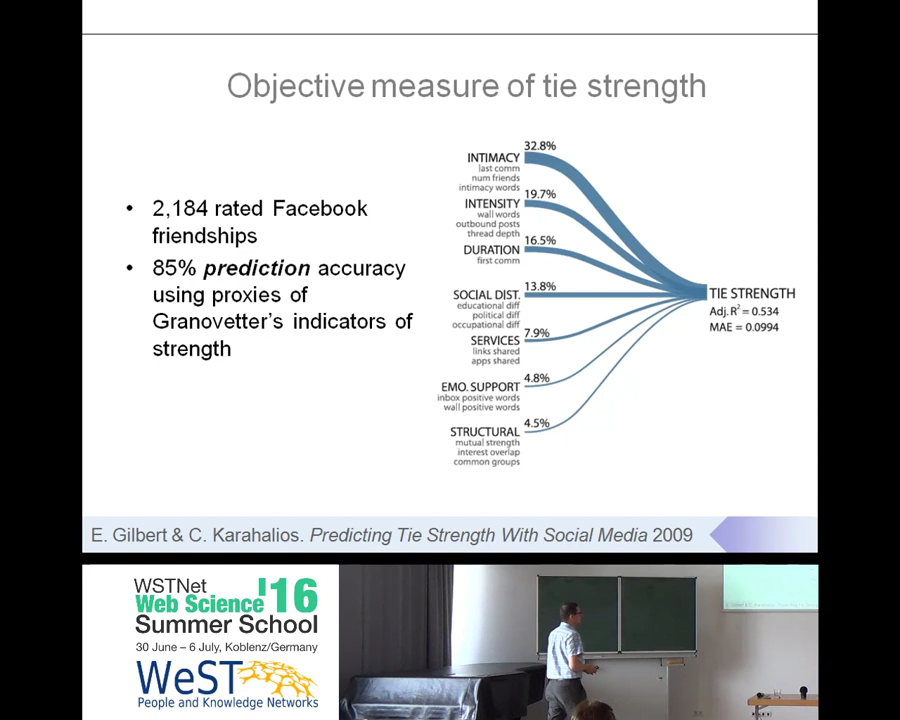 Objective measure of tie strength
• 2,184 rated Facebook
friendships
• 85% prediction accuracy
using proxies of
Granovetter's indicators of
strength
32.8%
INTIMACY
last comm
num friends
intimacy words
19.7%
INTENSITY
wall words
outbound posts
thread depth
16.5%
DURATION
first comm
13.8%
SOCIAL DIST.
educational diff
political diff
occupational diff
7.9%
SERVICES
links shared
apps shared
4.8%
EMO. SUPPORT
inbox positive words
wall positive words
4.5%
STRUCTURAL
mutual strength
interest overlap
common groups
TIE STRENGTH
Adj. R² = 0.534
MAE = 0.0994
E. Gilbert & C. Karahalios. Predicting Tie Strength With Social Media 2009
WSTNet
Web Science '16
Summer School
30 June – 6 July, Koblenz/Germany
WeST
People and Knowledge Networks